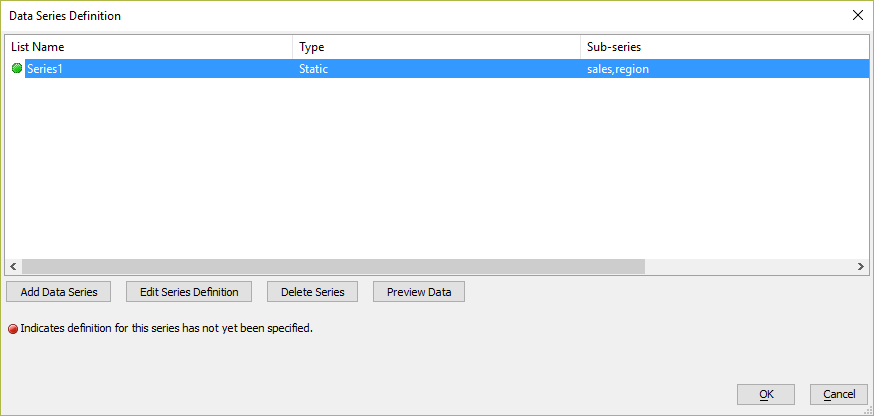 Data Series Definition
List Name Type Sub-series
Series1 Static sales,region
Add Data Series Edit Series Definition Delete Series Preview Data
Indicates definition for this series has not yet been specified.
OK Cancel